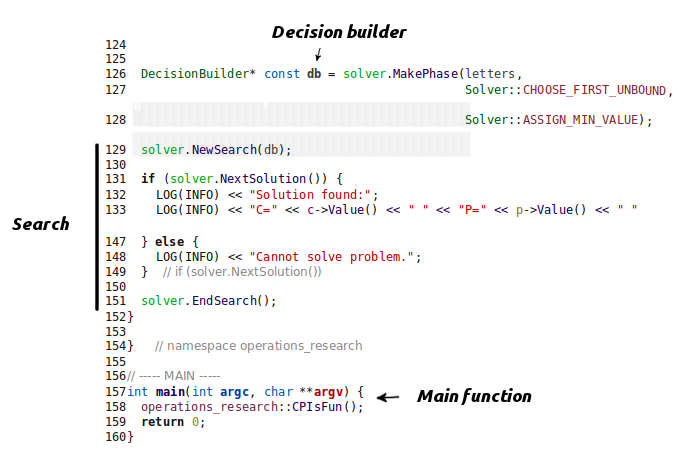 Decision builder
124
125
126 DecisionBuilder* const db = solver.MakePhase(letters,
127 Solver::CHOOSE_FIRST_UNBOUND,
128 Solver::ASSIGN_MIN_VALUE);
129 solver.NewSearch(db);
130
131 if (solver.NextSolution()) {
132 LOG(INFO) << "Solution found:";
133 LOG(INFO) << "C=" << c->Value() << " " << "P=" << p->Value() << " "
Search
147 } else {
148 LOG(INFO) << "Cannot solve problem.";
149 } // if (solver.NextSolution())
150
151 solver.EndSearch();
152}
153
154} // namespace operations_research
155
156// ----- MAIN -----
157int main(int argc, char **argv) {
Main function
158 operations_research::CPIsFun();
159 return 0;
160}